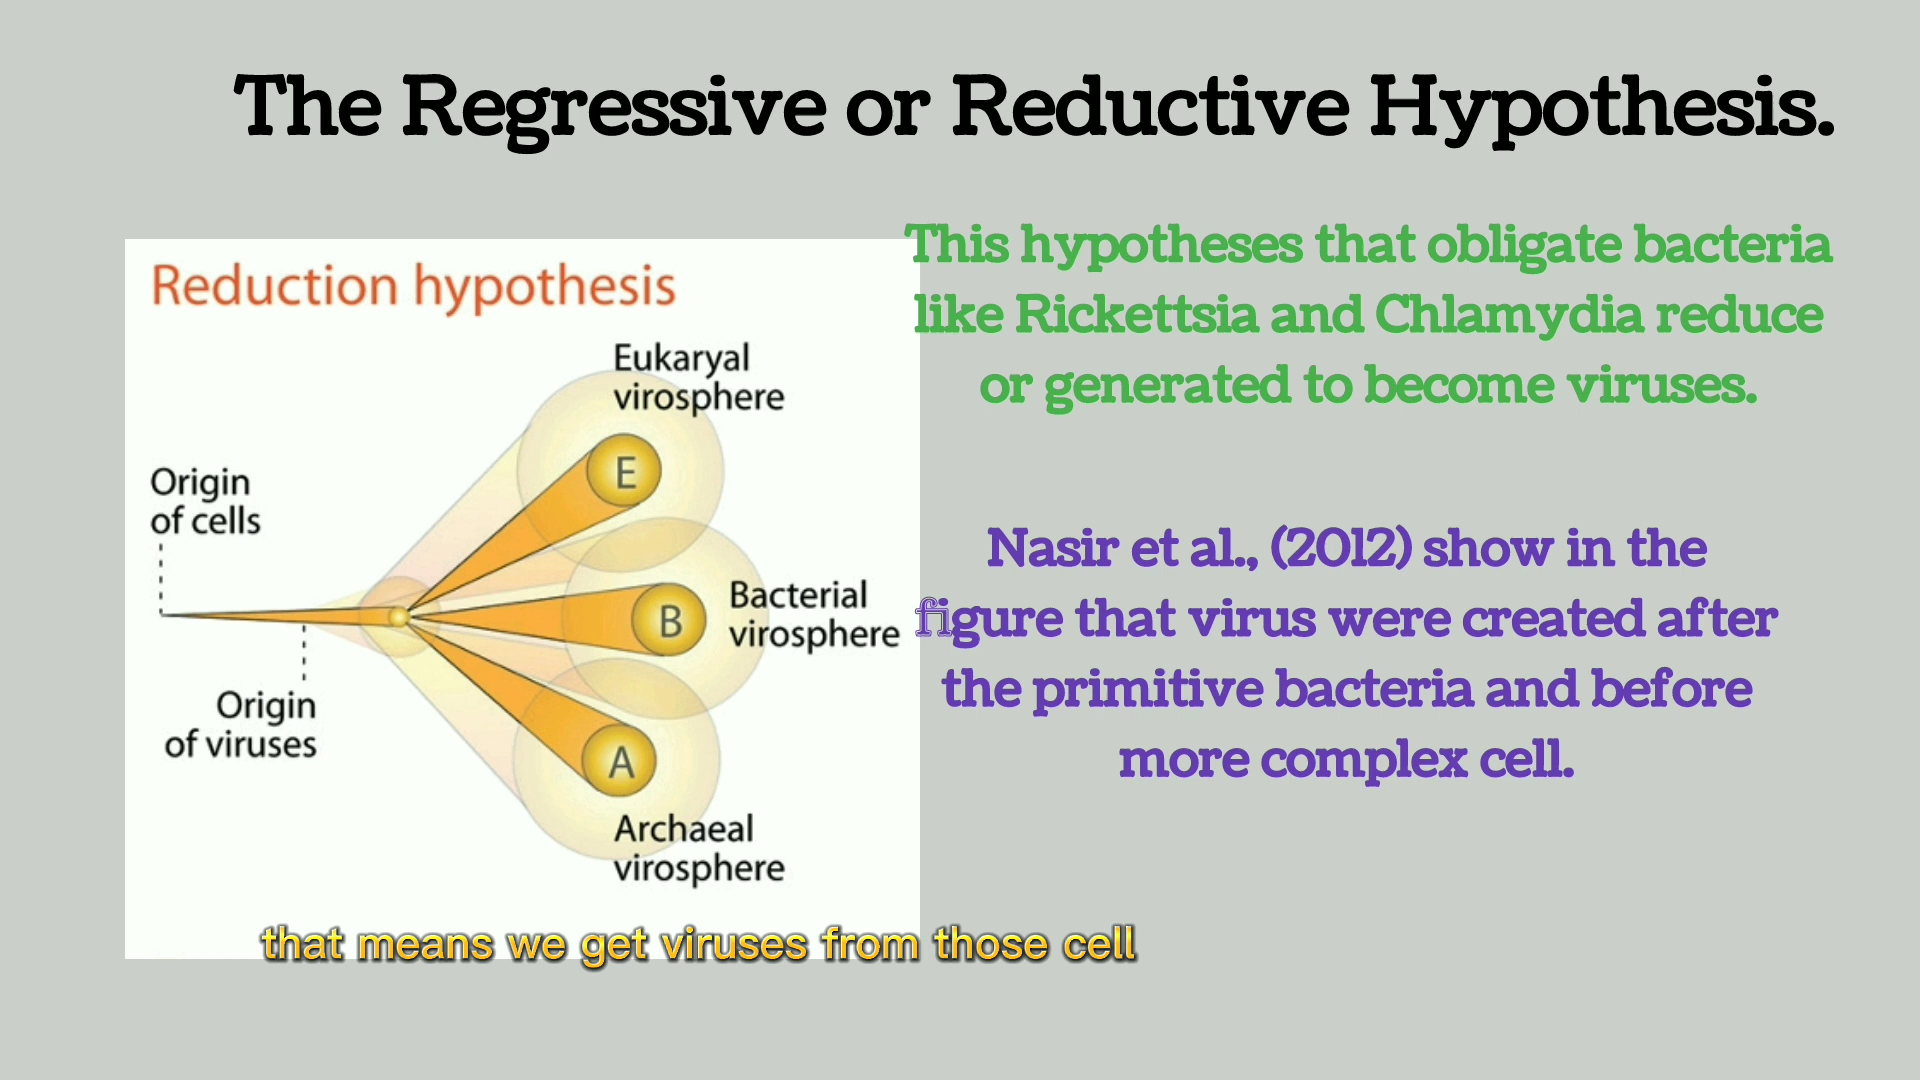 The Regressive or Reductive Hypothesis.
Reduction hypothesis
Eukaryal
virosphere
E
Origin
of cells
B
Bacterial
virosphere
Origin
of viruses
A
Archaeal
virosphere
This hypotheses that obligate bacteria
like Rickettsia and Chlamydia reduce
or generated to become viruses.
Nasir et al., (2012) show in the
figure that virus were created after
the primitive bacteria and before
more complex cell.
that means we get viruses from those cell